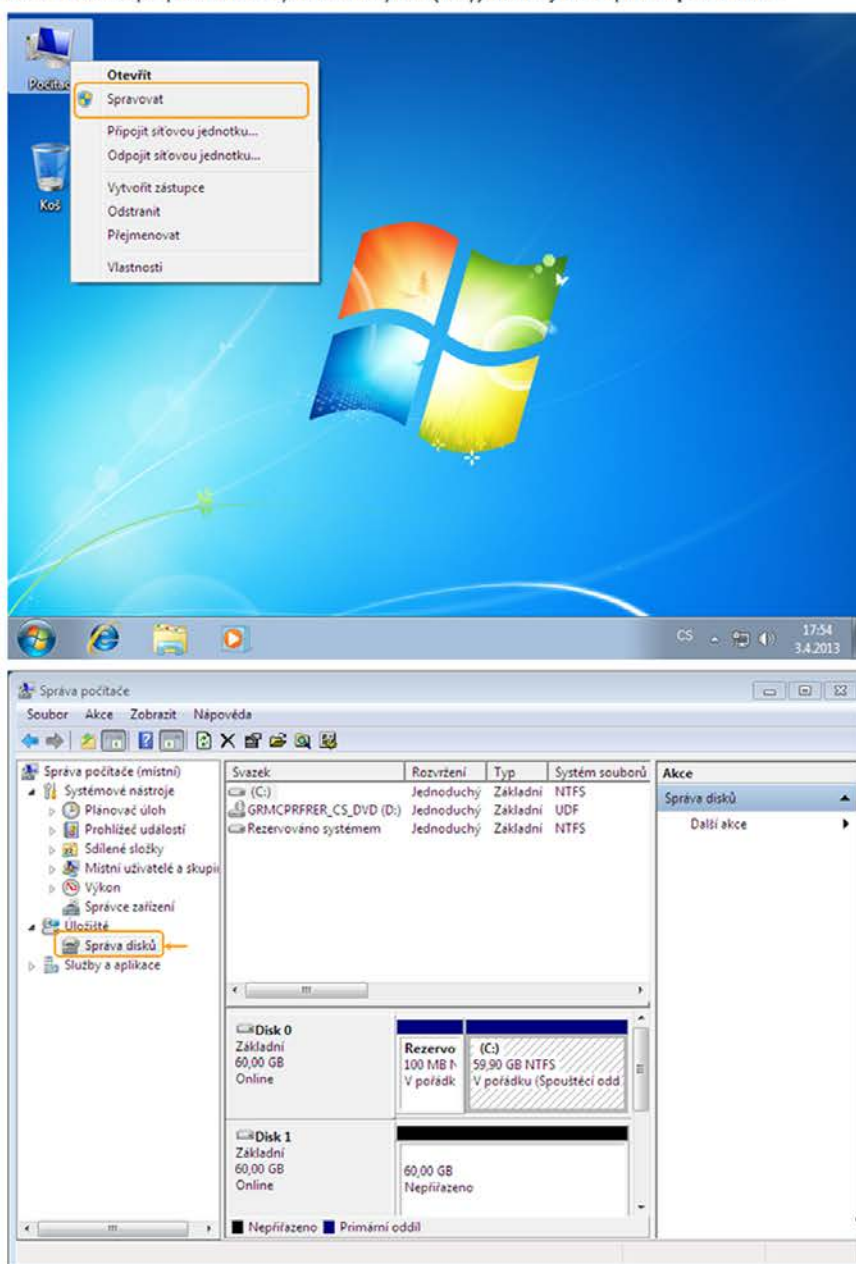 Počítač
Otevřít
Spravovat
Připojit síťovou jednotku...
Odpojit síťovou jednotku...
Vytvořit zástupce
Odstranit
Přejmenovat
Vlastnosti
Koš
CS
17:54
3.4.2013
Správa počítače
Soubor Akce Zobrazit Nápověda
Správa počítače (místní)
Systémové nástroje
Plánovač úloh
Prohlížeč událostí
Sdílené složky
Místní uživatelé a skupin
Výkon
Správce zařízení
Úložiště
Správa disků
Služby a aplikace
Svazek Rozvržení Typ Systém souborů
(C:) Jednoduchý Základní NTFS
GRMCPRFRER_CS_DVD (D:) Jednoduchý Základní UDF
Rezervováno systémem Jednoduchý Základní NTFS
Akce
Správa disků
Další akce
Disk 0
Základní
60,00 GB
Online
Rezervo
100 MB N
V pořádk
(C:)
59,90 GB NTFS
V pořádku (Spouštěcí odd
Disk 1
Základní
60,00 GB
Online
60,00 GB
Nepřiřazeno
Nepřiřazeno Primární oddíl